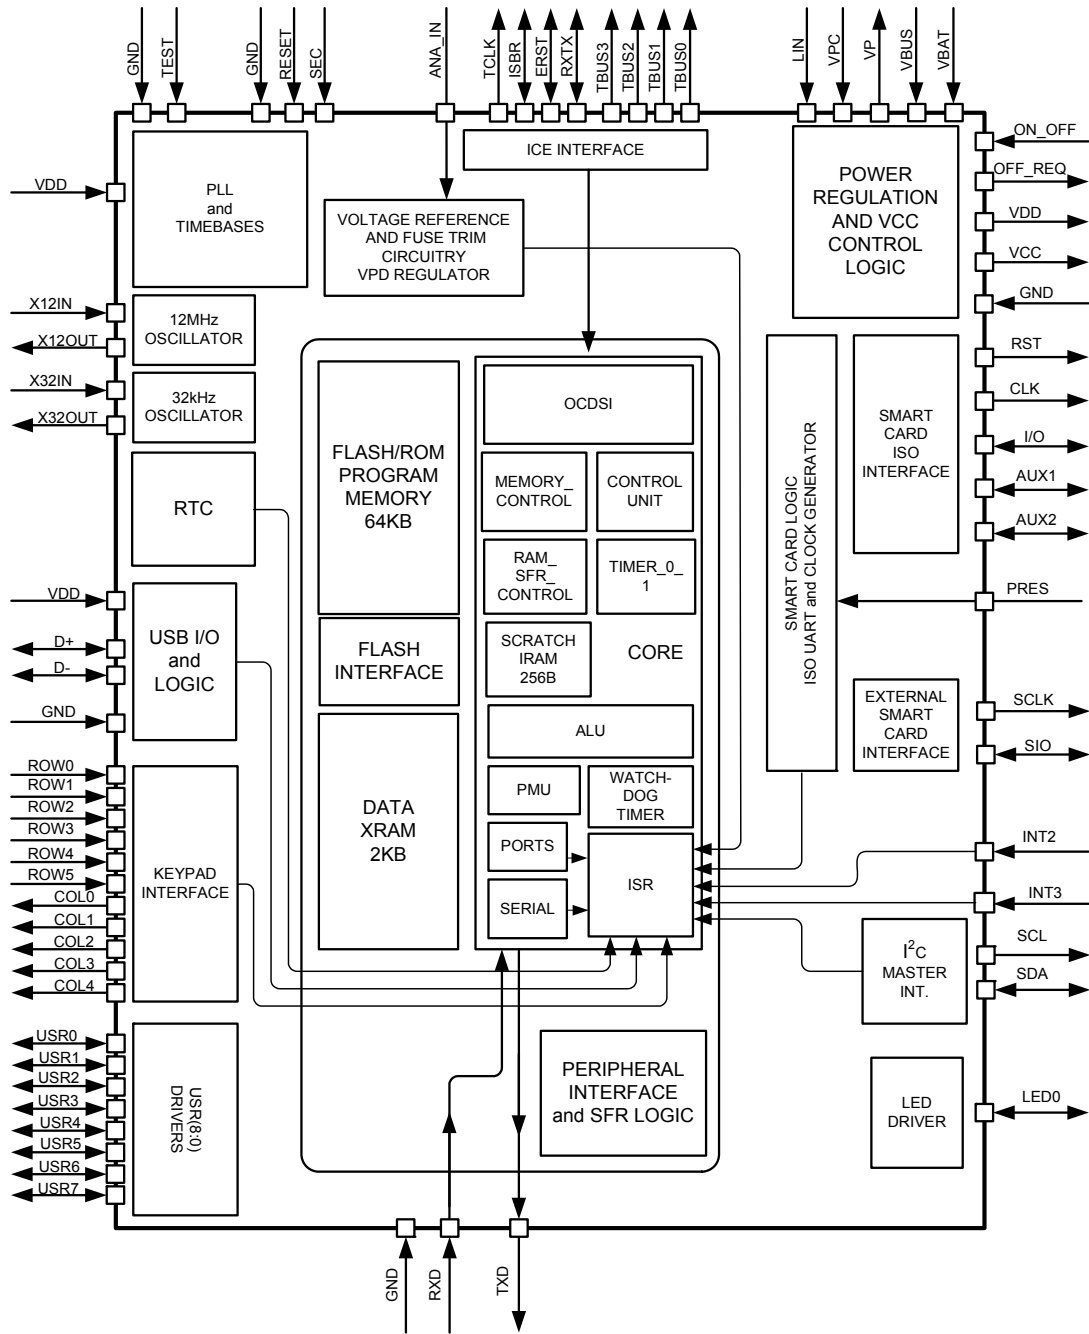 GND
TEST
GND
RESET
SEC
ANA_IN
TCLK
ISBR
ERST
RXTX
TBUS3
TBUS2
TBUS1
TBUS0
LIN
VPC
VP
VBUS
VBAT
VDD
X12IN
X12OUT
X32IN
X32OUT
VDD
D+
D-
GND
ROW0
ROW1
ROW2
ROW3
ROW4
ROW5
COL0
COL1
COL2
COL3
COL4
USR0
USR1
USR2
USR3
USR4
USR5
USR6
USR7
PLL
and
TIMEBASES
12MHz
OSCILLATOR
32kHz
OSCILLATOR
RTC
USB I/O
and
LOGIC
KEYPAD
INTERFACE
USR(8:0)
DRIVERS
ICE INTERFACE
VOLTAGE REFERENCE
AND FUSE TRIM
CIRCUITRY
VPD REGULATOR
FLASH/ROM
PROGRAM
MEMORY
64KB
FLASH
INTERFACE
DATA
XRAM
2KB
OCDSI
MEMORY_
CONTROL
CONTROL
UNIT
RAM_
SFR_
CONTROL
TIMER_0_
1
SCRATCH
IRAM
256B
CORE
ALU
PMU
WATCH-
DOG
TIMER
PORTS
SERIAL
ISR
PERIPHERAL
INTERFACE
and SFR LOGIC
POWER
REGULATION
AND VCC
CONTROL
LOGIC
SMART CARD LOGIC
ISO UART and CLOCK GENERATOR
SMART
CARD
ISO
INTERFACE
EXTERNAL
SMART
CARD
INTERFACE
I2C
MASTER
INT.
LED
DRIVER
ON_OFF
OFF_REQ
VDD
VCC
GND
RST
CLK
I/O
AUX1
AUX2
PRES
SCLK
SIO
INT2
INT3
SCL
SDA
LED0
GND
RXD
TXD